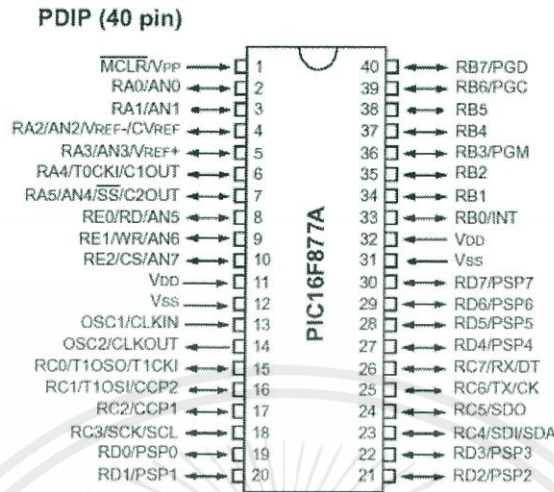 PDIP (40 pin)
MCLR/VPP 1 40 RB7/PGD
RA0/AN0 2 39 RB6/PGC
RA1/AN1 3 38 RB5
RA2/AN2/VREF-/CVREF 4 37 RB4
RA3/AN3/VREF+ 5 36 RB3/PGM
RA4/T0CKI/C1OUT 6 35 RB2
RA5/AN4/SS/C2OUT 7 34 RB1
RE0/RD/AN5 8 33 RB0/INT
RE1/WR/AN6 9 32 VDD
RE2/CS/AN7 10 31 VSS
VDD 11 30 RD7/PSP7
VSS 12 29 RD6/PSP6
OSC1/CLKIN 13 28 RD5/PSP5
OSC2/CLKOUT 14 27 RD4/PSP4
RC0/T1OSO/T1CKI 15 26 RC7/RX/DT
RC1/T1OSI/CCP2 16 25 RC6/TX/CK
RC2/CCP1 17 24 RC5/SDO
RC3/SCK/SCL 18 23 RC4/SDI/SDA
RD0/PSP0 19 22 RD3/PSP3
RD1/PSP1 20 21 RD2/PSP2
PIC16F877A